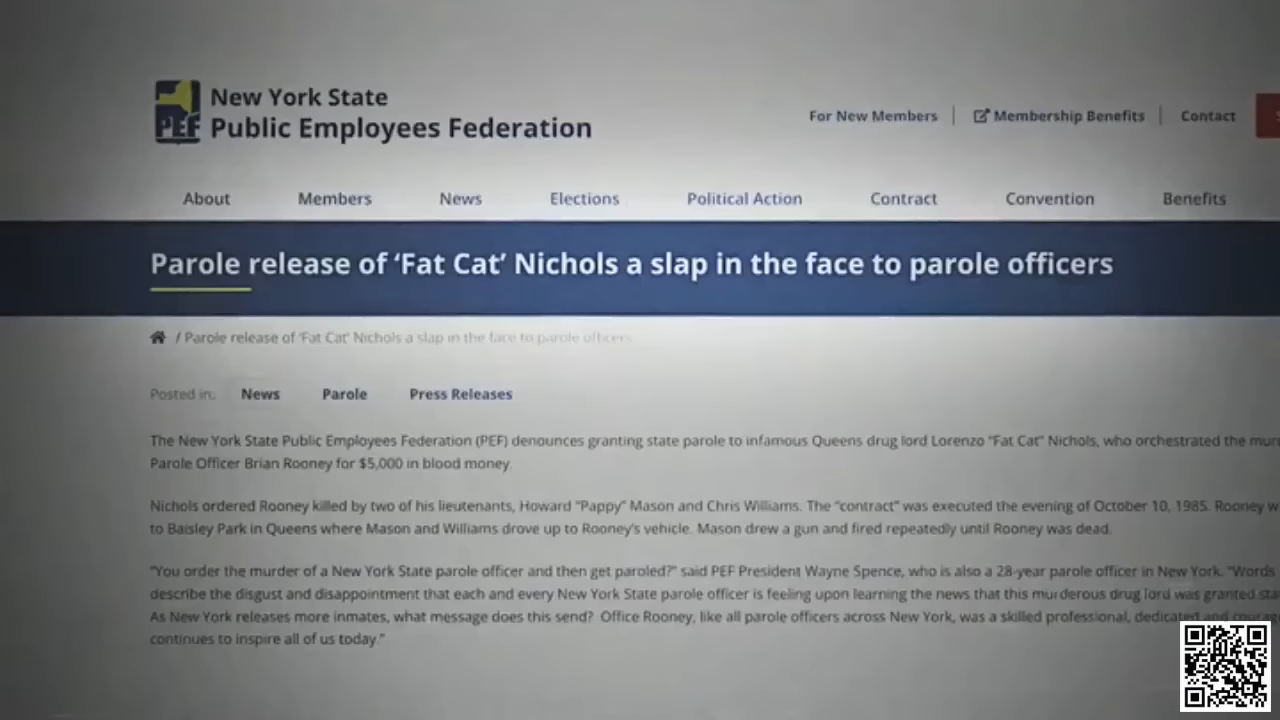 New York State
PEF Public Employees Federation
For New Members
Membership Benefits
Contact
About
Members
News
Elections
Political Action
Contract
Convention
Benefits
Parole release of ‘Fat Cat’ Nichols a slap in the face to parole officers
/ Parole release of ‘Fat Cat’ Nichols a slap in the face to parole officers
Posted in: News Parole Press Releases
The New York State Public Employees Federation (PEF) denounces granting state parole to infamous Queens drug lord Lorenzo “Fat Cat” Nichols, who orchestrated the
Parole Officer Brian Rooney for $5,000 in blood money.
Nichols ordered Rooney killed by two of his lieutenants, Howard “Pappy” Mason and Chris Williams. The “contract” was executed the evening of October 10, 1985. Rooney
to Baisley Park in Queens where Mason and Williams drove up to Rooney’s vehicle. Mason drew a gun and fired repeatedly until Rooney was dead.
“You order the murder of a New York State parole officer and then get paroled?” said PEF President Wayne Spence, who is also a 28-year parole officer in New York. “Words
describe the disgust and disappointment that each and every New York State parole officer is feeling upon learning the news that this murderous drug lord was granted
As New York releases more inmates, what message does this send? Office Rooney, like all parole officers across New York, was a skilled professional, dedicated and
continues to inspire all of us today.”